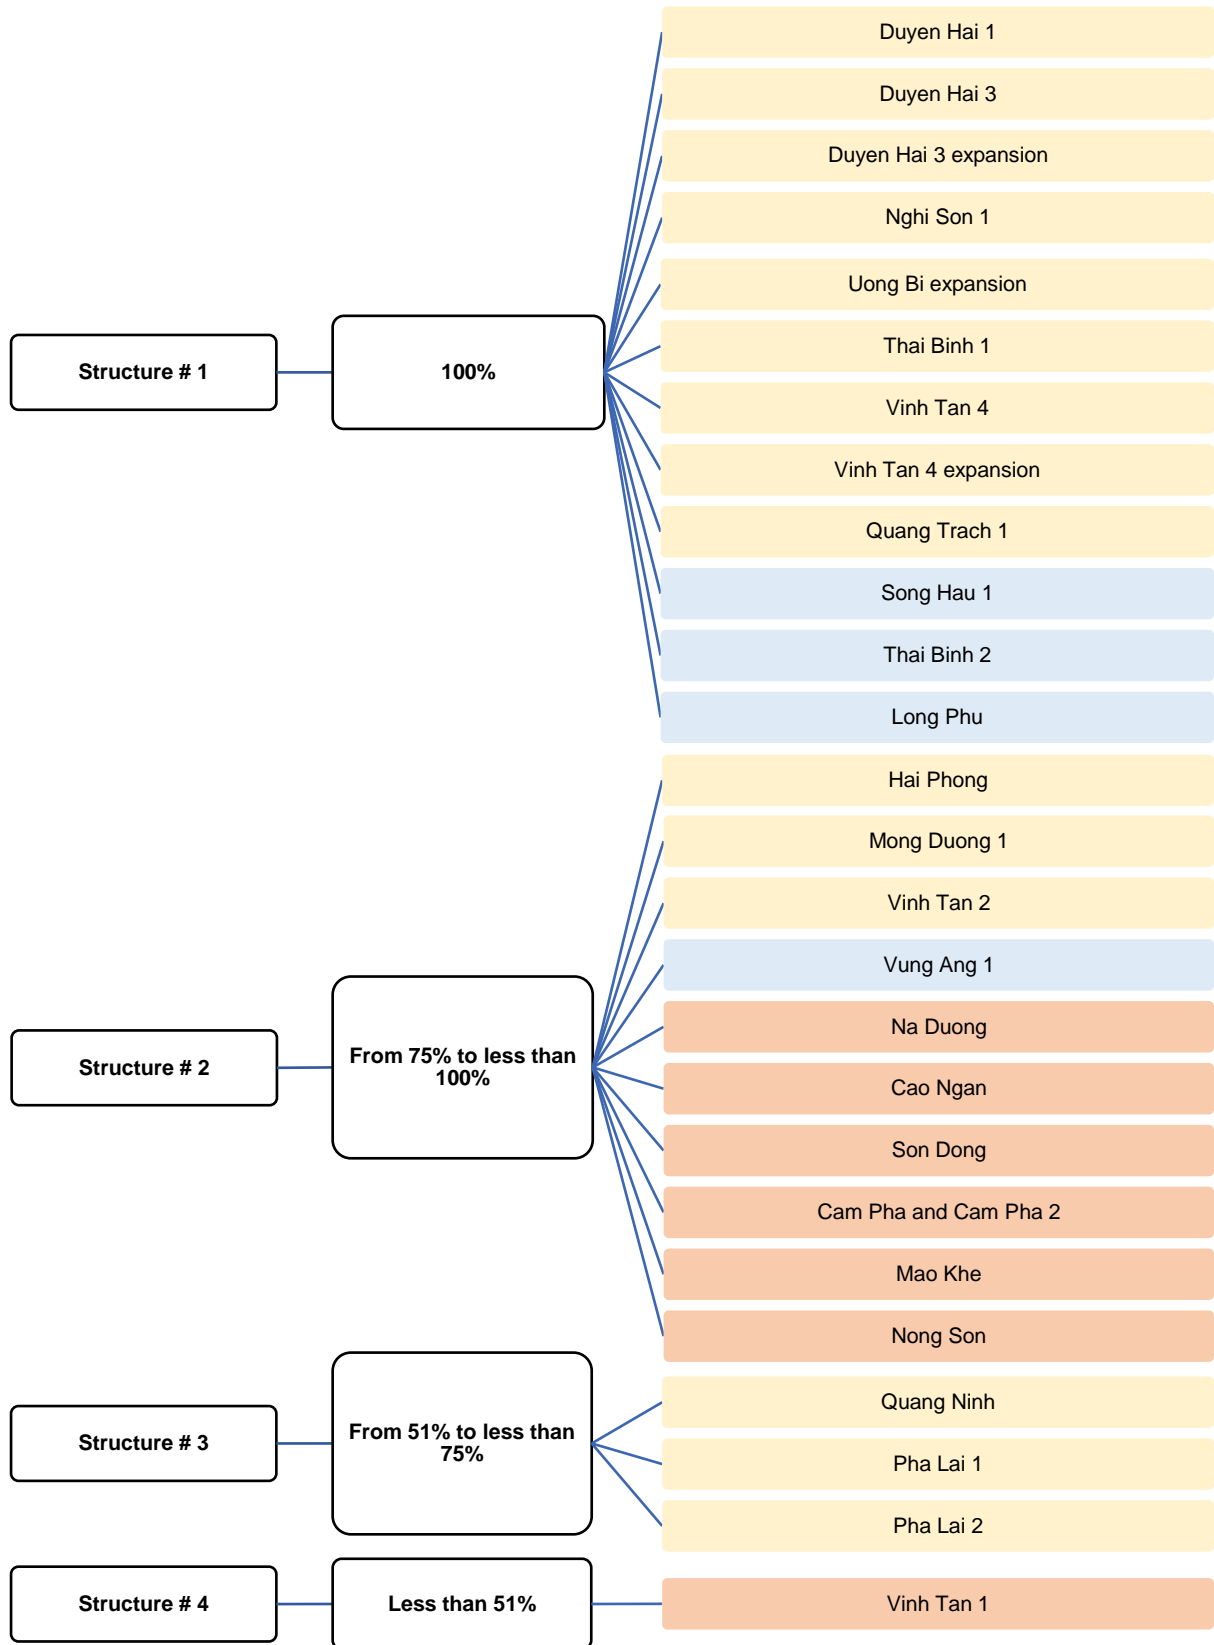 Structure # 1
100%
Duyen Hai 1
Duyen Hai 3
Duyen Hai 3 expansion
Nghi Son 1
Uong Bi expansion
Thai Binh 1
Vinh Tan 4
Vinh Tan 4 expansion
Quang Trach 1
Song Hau 1
Thai Binh 2
Long Phu
Structure # 2
From 75% to less than
100%
Hai Phong
Mong Duong 1
Vinh Tan 2
Vung Ang 1
Na Duong
Cao Ngan
Son Dong
Cam Pha and Cam Pha 2
Mao Khe
Nong Son
Structure # 3
From 51% to less than
75%
Quang Ninh
Pha Lai 1
Pha Lai 2
Structure # 4
Less than 51%
Vinh Tan 1